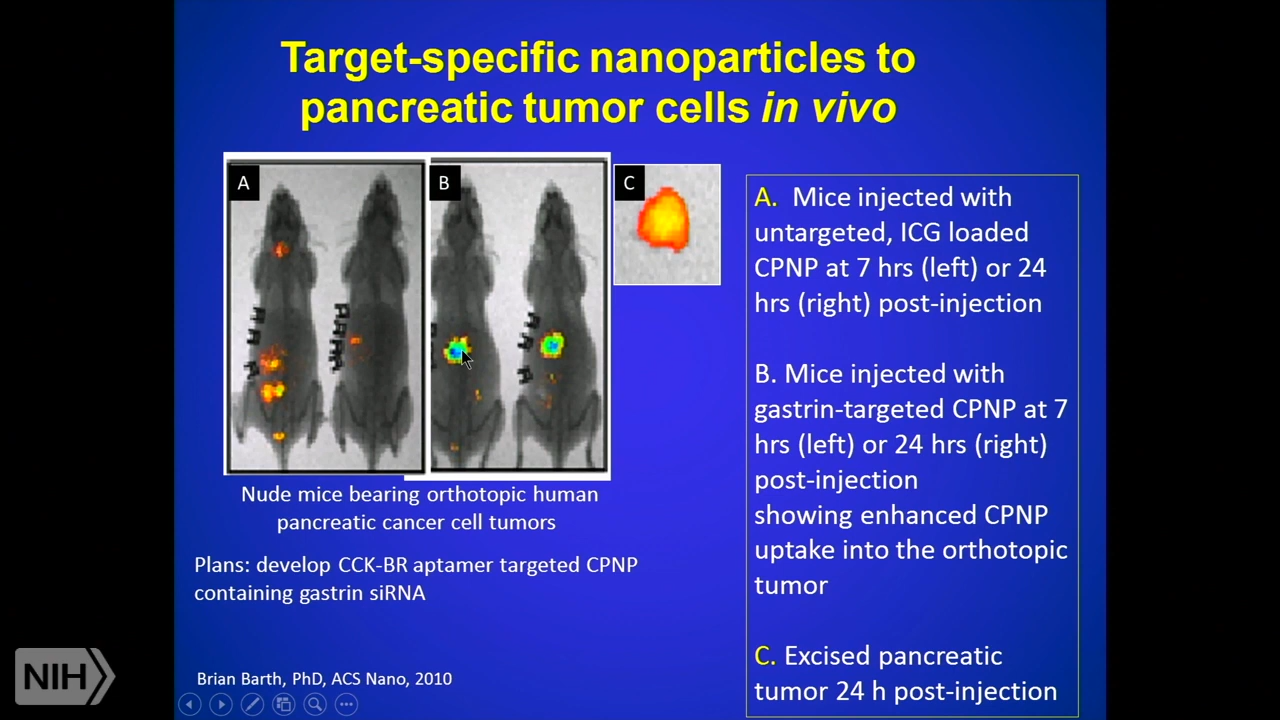 Target-specific nanoparticles to
pancreatic tumor cells in vivo
A
B
C
Nude mice bearing orthotopic human
pancreatic cancer cell tumors
Plans: develop CCK-BR aptamer targeted CPNP
containing gastrin siRNA
Brian Barth, PhD, ACS Nano, 2010
A. Mice injected with
untargeted, ICG loaded
CPNP at 7 hrs (left) or 24
hrs (right) post-injection
B. Mice injected with
gastrin-targeted CPNP at 7
hrs (left) or 24 hrs (right)
post-injection
showing enhanced CPNP
uptake into the orthotopic
tumor
C. Excised pancreatic
tumor 24 h post-injection
NIH